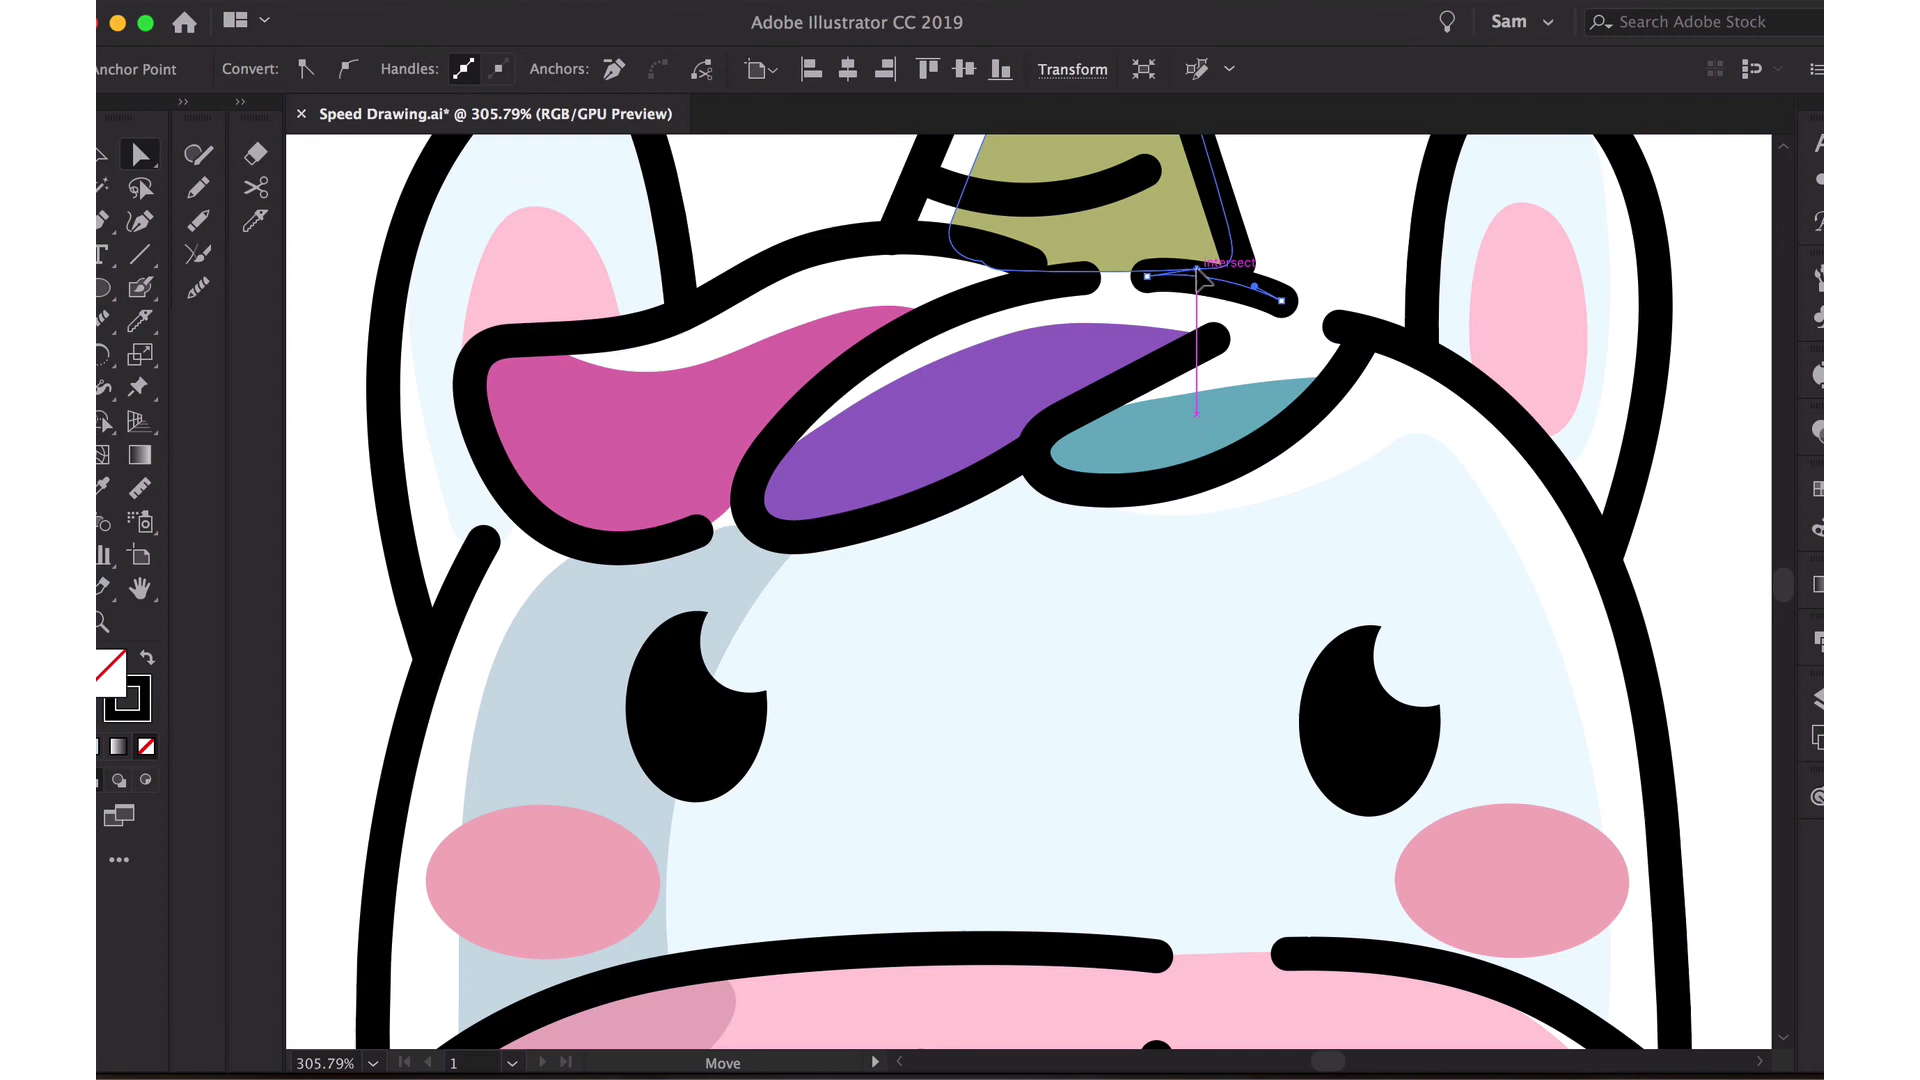 Adobe Illustrator CC 2019
Sam
Search Adobe Stock
Anchor Point
Convert:
Handles:
Anchors:
Transform
× Speed Drawing.ai* @ 305.79% (RGB/GPU Preview)
intersect
305.79%
1
Move